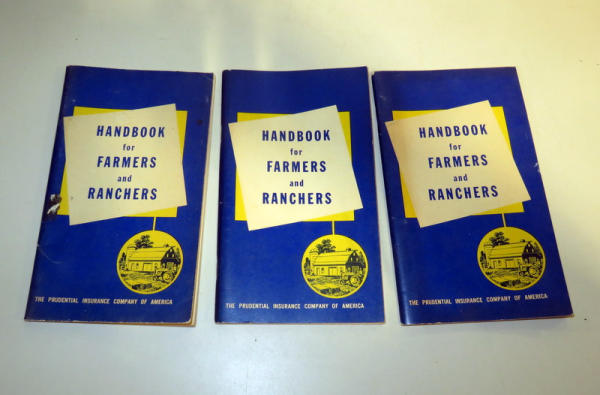 HANDBOOK
for
FARMERS
and
RANCHERS
THE PRUDENTIAL INSURANCE COMPANY OF AMERICA
HANDBOOK
for
FARMERS
and
RANCHERS
THE PRUDENTIAL INSURANCE COMPANY OF AMERICA
HANDBOOK
for
FARMERS
and
RANCHERS
THE PRUDENTIAL INSURANCE COMPANY OF AMERICA